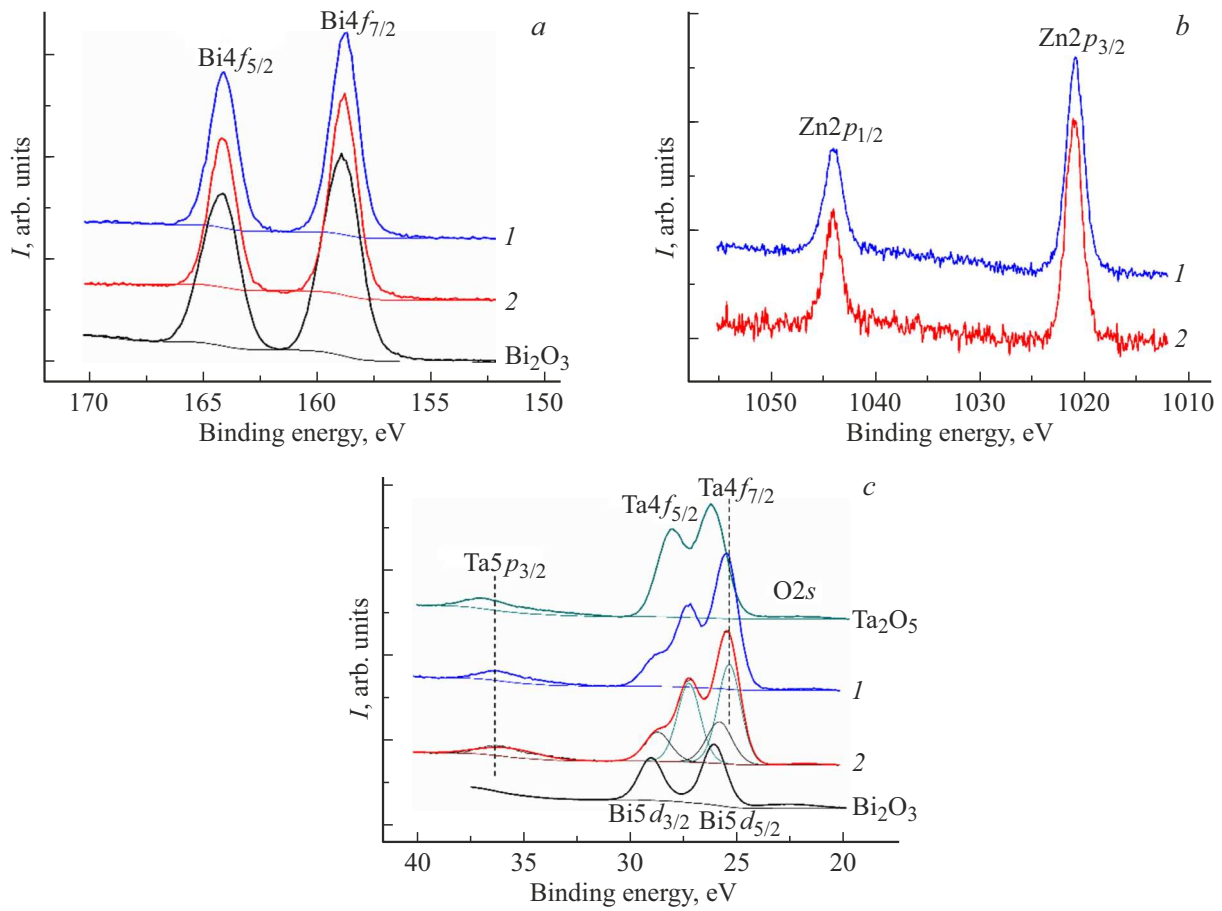 Bi4f7/2
a
Bi4f5/2
I, arb. units
1
2
Bi2O3
170 165 160 155 150
Binding energy, eV
b
Zn2p3/2
Zn2p1/2
I, arb. units
1
2
1050 1040 1030 1020 1010
Binding energy, eV
c
Ta4f5/2 Ta4f7/2
Ta5p3/2
O2s
Ta2O5
I, arb. units
1
2
Bi2O3
Bi5d3/2 Bi5d5/2
40 35 30 25 20
Binding energy, eV